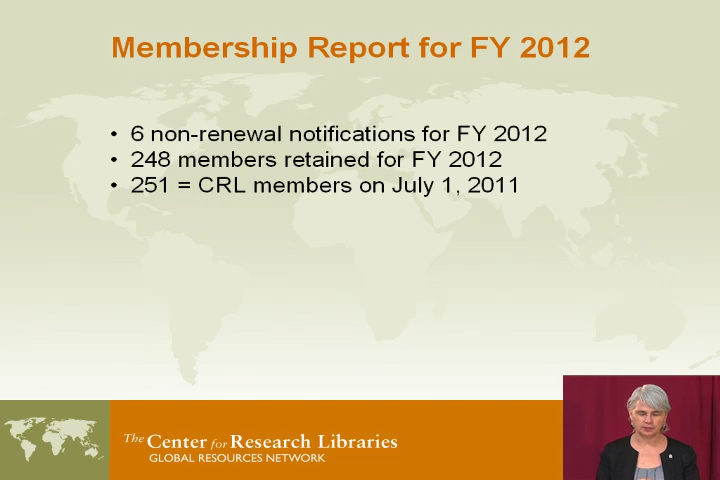 Membership Report for FY 2012
• 6 non-renewal notifications for FY 2012
• 248 members retained for FY 2012
• 251 = CRL members on July 1, 2011
The Center for Research Libraries
GLOBAL RESOURCES NETWORK